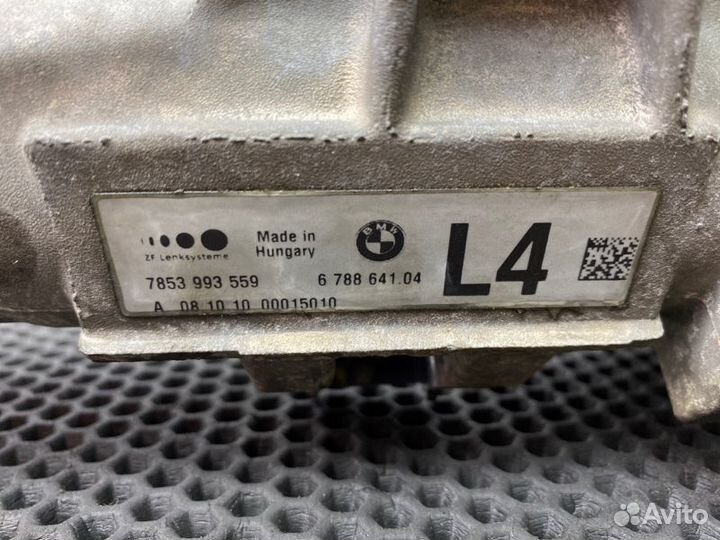 Made in
Hungary
BMW
L4
ZF Lenksysteme
7853 993 559
6 788 641.04
A 08.10.10 00015010
Avito